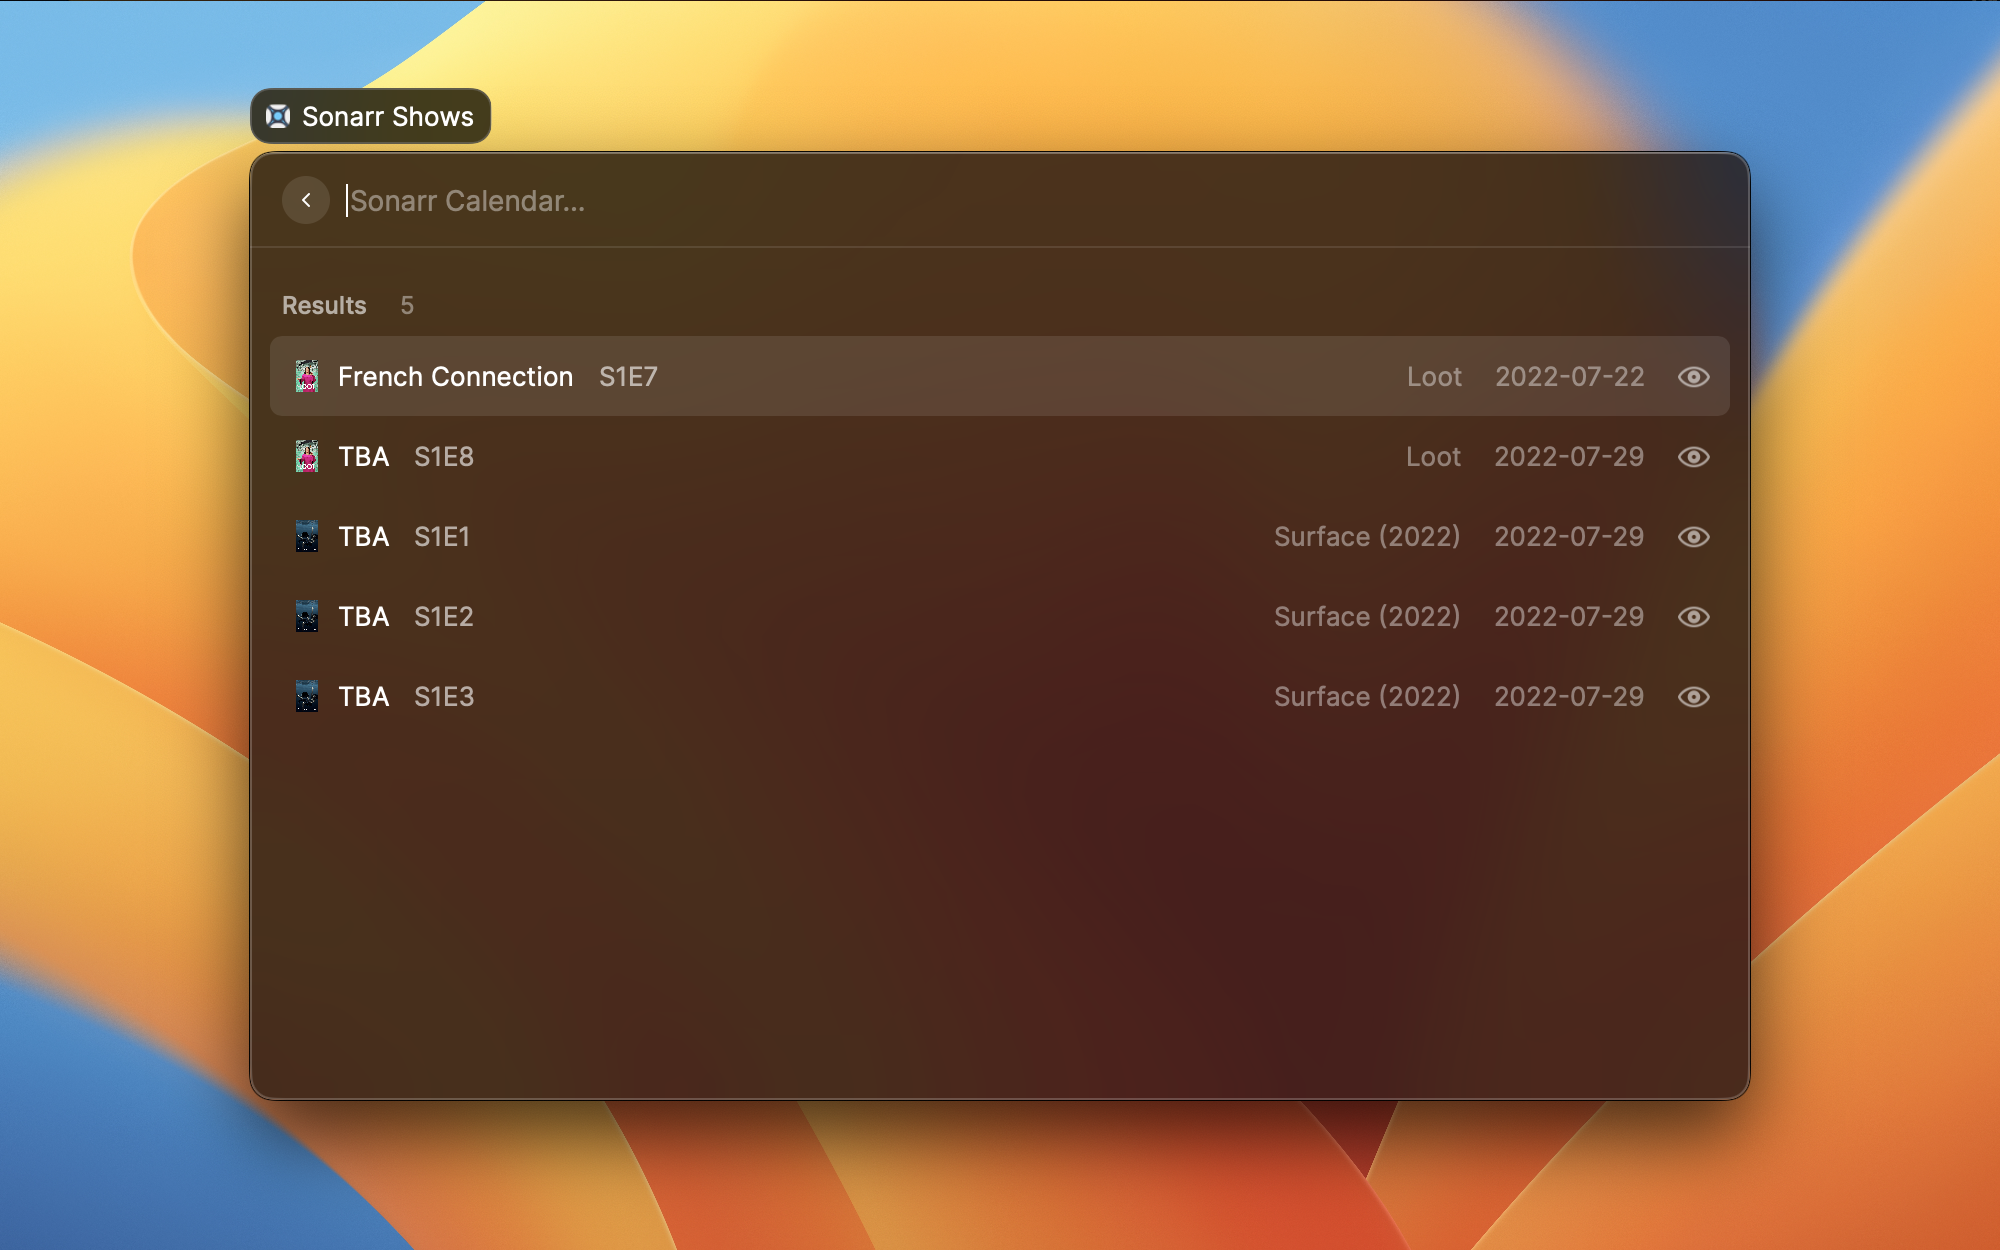 Sonarr Shows
Sonarr Calendar...
Results 5
French Connection S1E7 Loot 2022-07-22
TBA S1E8 Loot 2022-07-29
TBA S1E1 Surface (2022) 2022-07-29
TBA S1E2 Surface (2022) 2022-07-29
TBA S1E3 Surface (2022) 2022-07-29